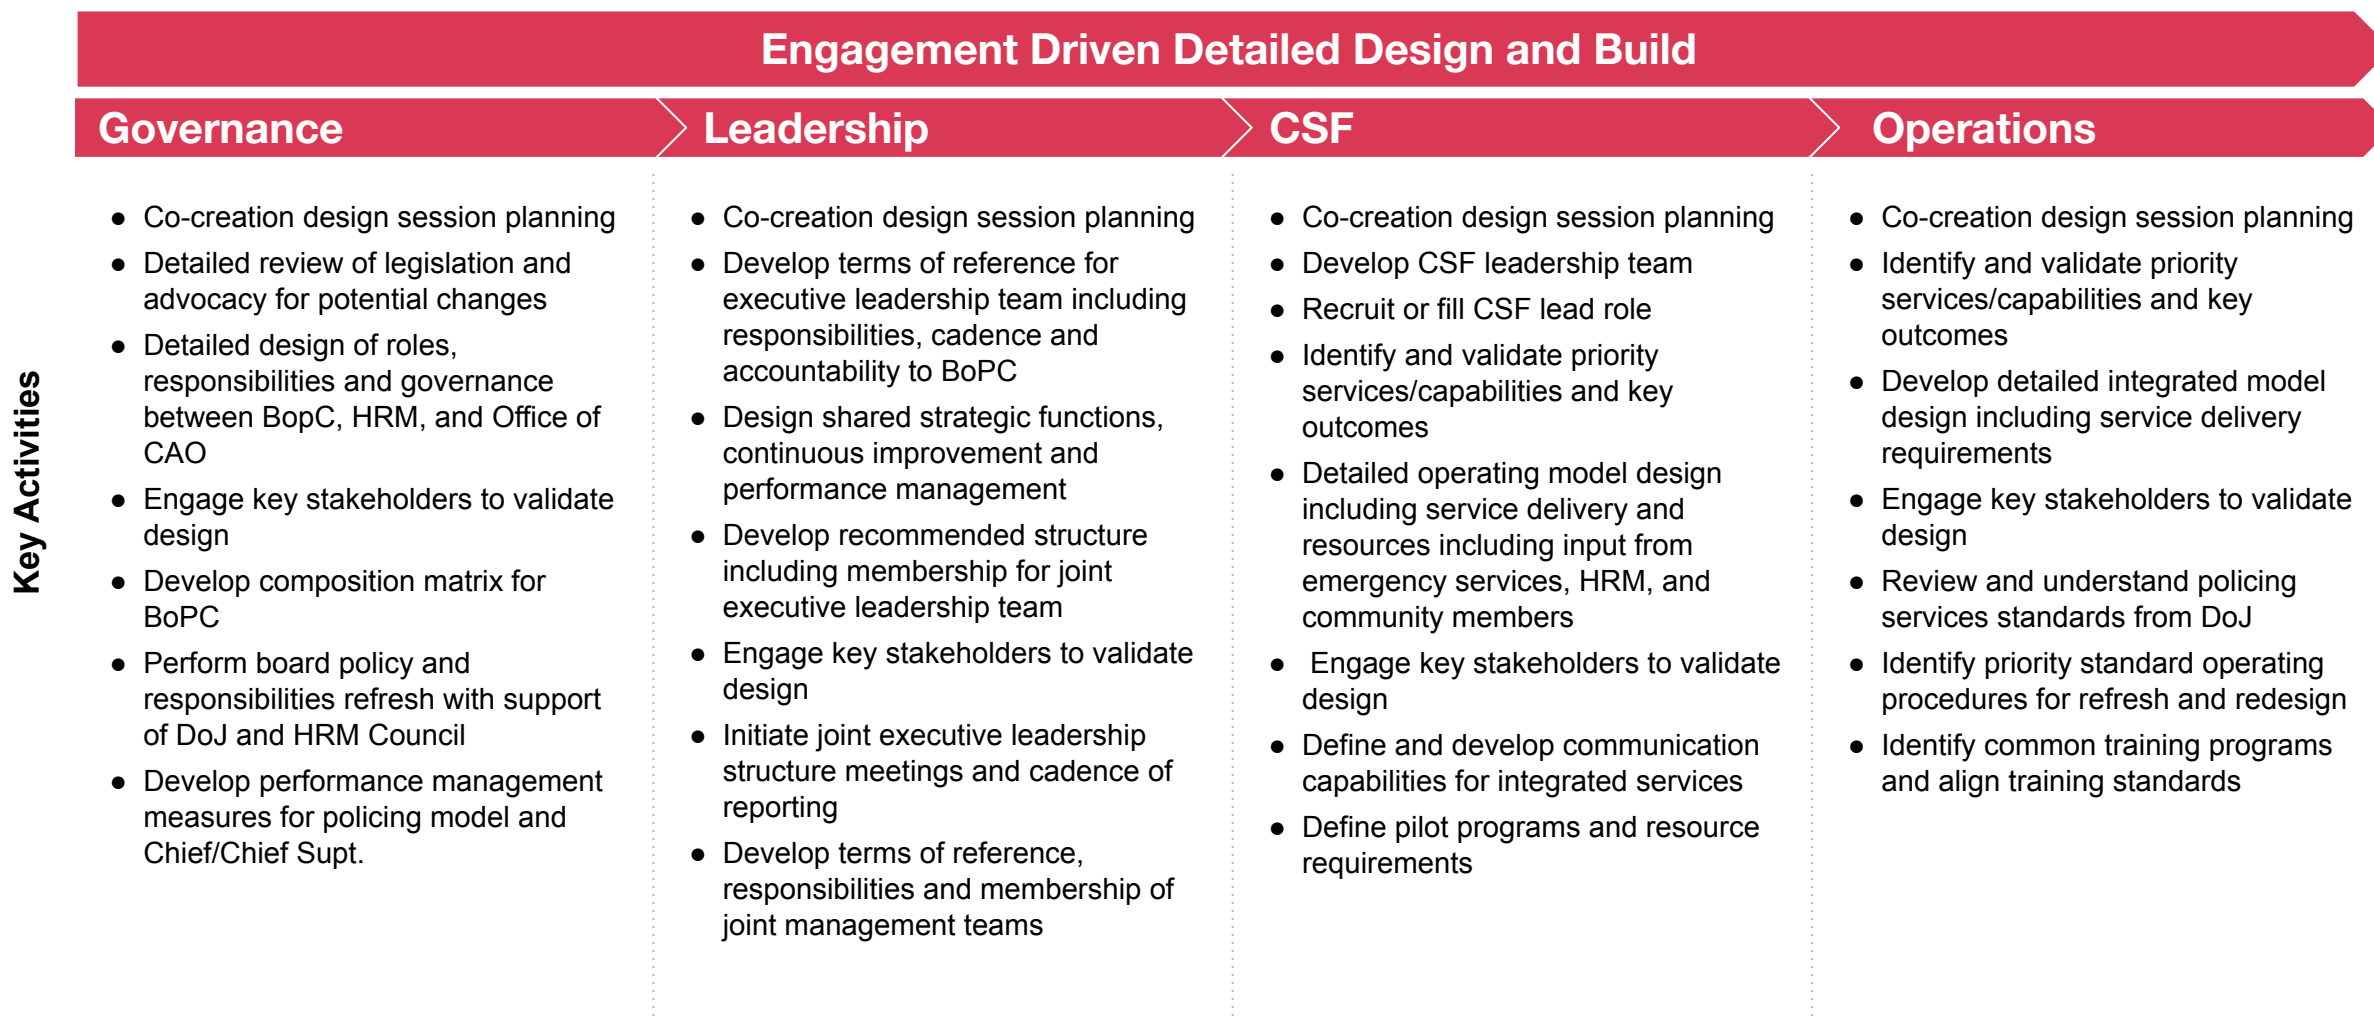 Engagement Driven Detailed Design and Build
Governance
Leadership
CSF
Operations
Key Activities
● Co-creation design session planning
● Detailed review of legislation and
advocacy for potential changes
● Detailed design of roles,
responsibilities and governance
between BopC, HRM, and Office of
CAO
● Engage key stakeholders to validate
design
● Develop composition matrix for
BoPC
● Perform board policy and
responsibilities refresh with support
of DoJ and HRM Council
● Develop performance management
measures for policing model and
Chief/Chief Supt.
● Co-creation design session planning
● Develop terms of reference for
executive leadership team including
responsibilities, cadence and
accountability to BoPC
● Design shared strategic functions,
continuous improvement and
performance management
● Develop recommended structure
including membership for joint
executive leadership team
● Engage key stakeholders to validate
design
● Initiate joint executive leadership
structure meetings and cadence of
reporting
● Develop terms of reference,
responsibilities and membership of
joint management teams
● Co-creation design session planning
● Develop CSF leadership team
● Recruit or fill CSF lead role
● Identify and validate priority
services/capabilities and key
outcomes
● Detailed operating model design
including service delivery and
resources including input from
emergency services, HRM, and
community members
● Engage key stakeholders to validate
design
● Define and develop communication
capabilities for integrated services
● Define pilot programs and resource
requirements
● Co-creation design session planning
● Identify and validate priority
services/capabilities and key
outcomes
● Develop detailed integrated model
design including service delivery
requirements
● Engage key stakeholders to validate
design
● Review and understand policing
services standards from DoJ
● Identify priority standard operating
procedures for refresh and redesign
● Identify common training programs
and align training standards